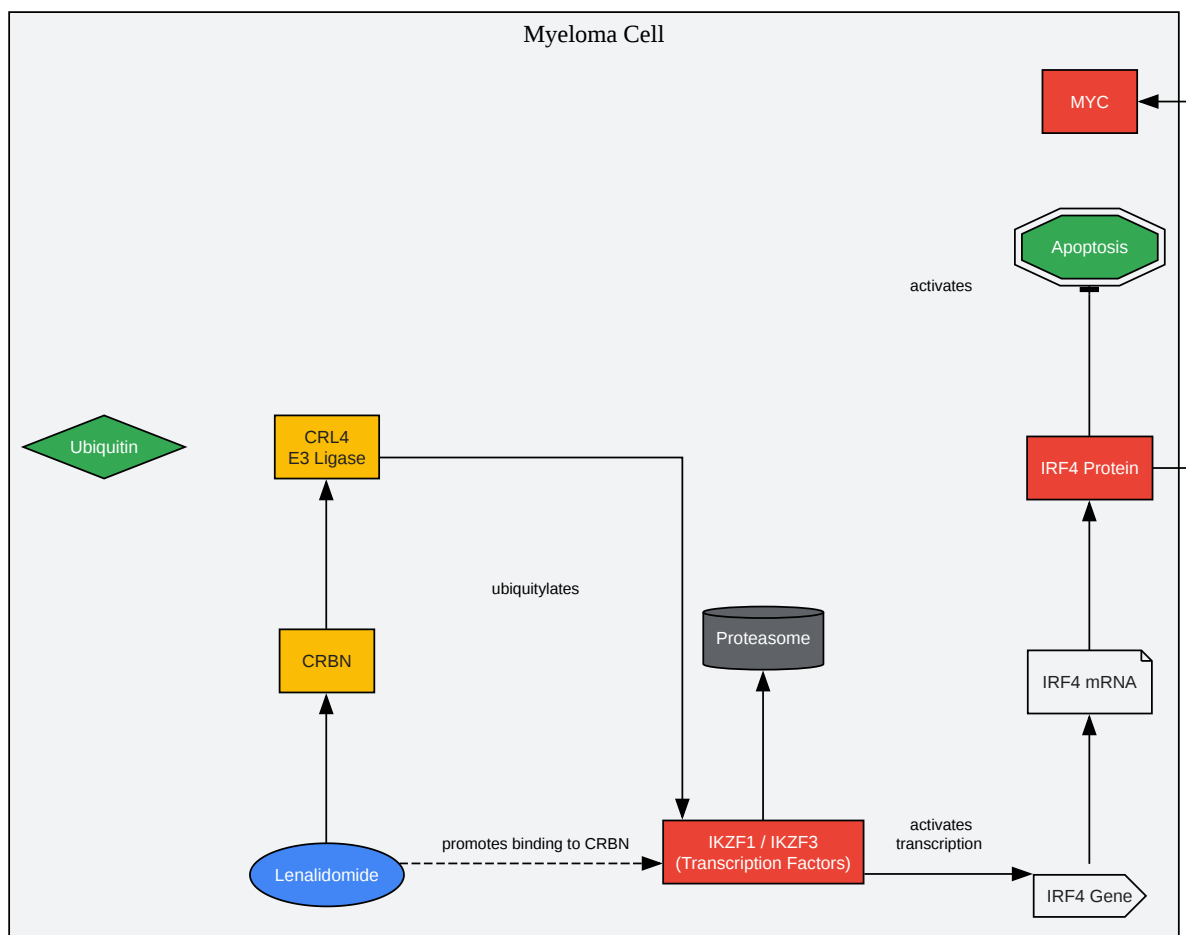 Myeloma Cell
MYC
Apoptosis
activates
Ubiquitin
CRL4
E3 Ligase
IRF4 Protein
ubiquitylates
Proteasome
CRBN
IRF4 mRNA
promotes binding to CRBN
IKZF1 / IKZF3
(Transcription Factors)
activates
transcription
Lenalidomide
IRF4 Gene